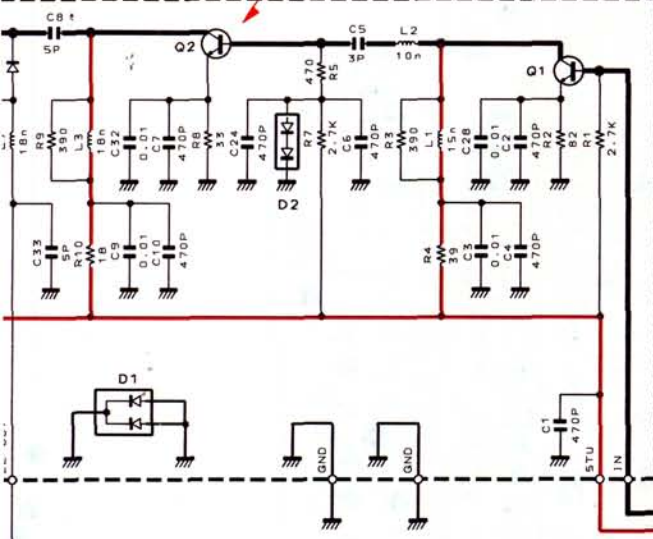 C8 t
5P
Q2
C5
3P
L2
10n
Q1
470
R5
18n
R9
390
L3
18n
C32
0.01
C7
470P
R8
33
C24
470P
R7
2.7K
C6
470P
R3
390
L1
15n
C28
0.01
C2
470P
R2
82
R1
2.7K
D2
C33
5P
R10
18
C9
0.01
C10
470P
R4
39
C3
0.01
C4
470P
D1
C1
470P
GND
GND
5TU
IN